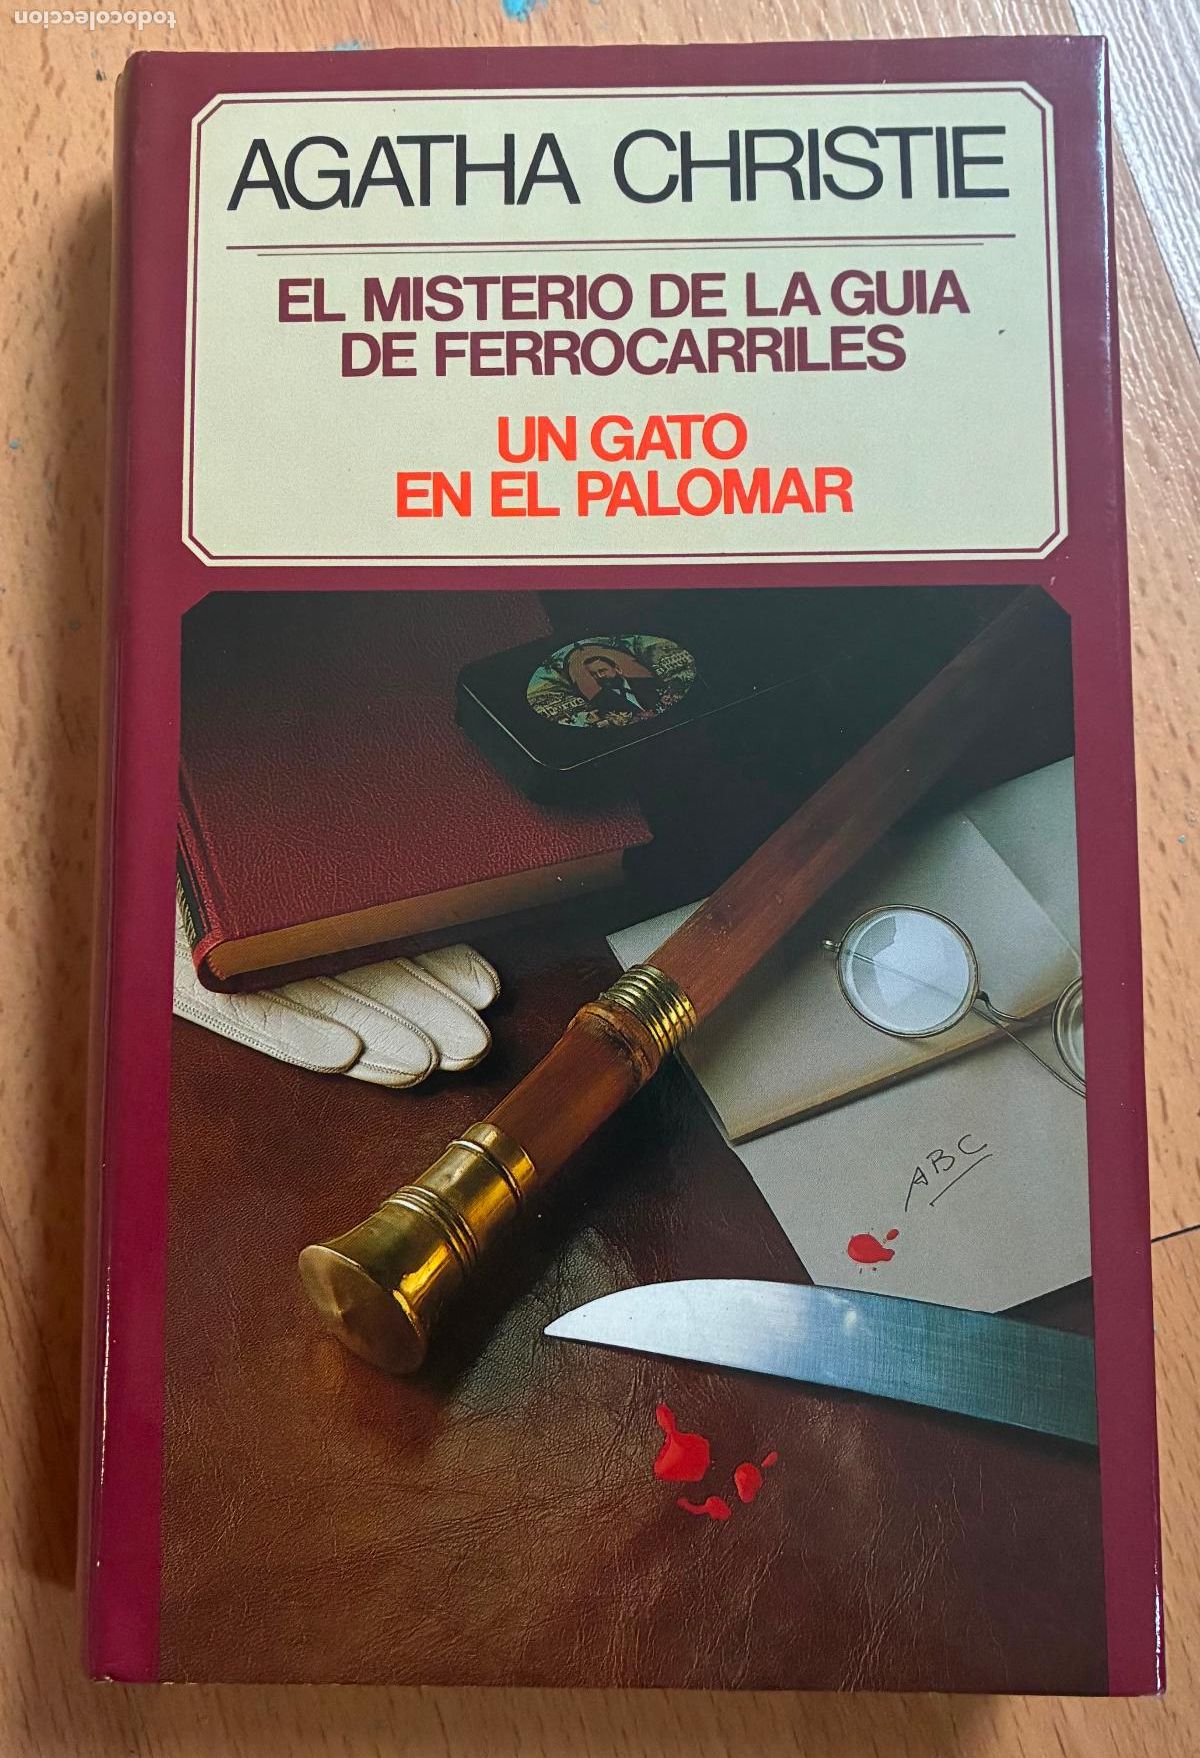 todocoleccion
AGATHA CHRISTIE
EL MISTERIO DE LA GUIA
DE FERROCARRILES
UN GATO
EN EL PALOMAR
ABC